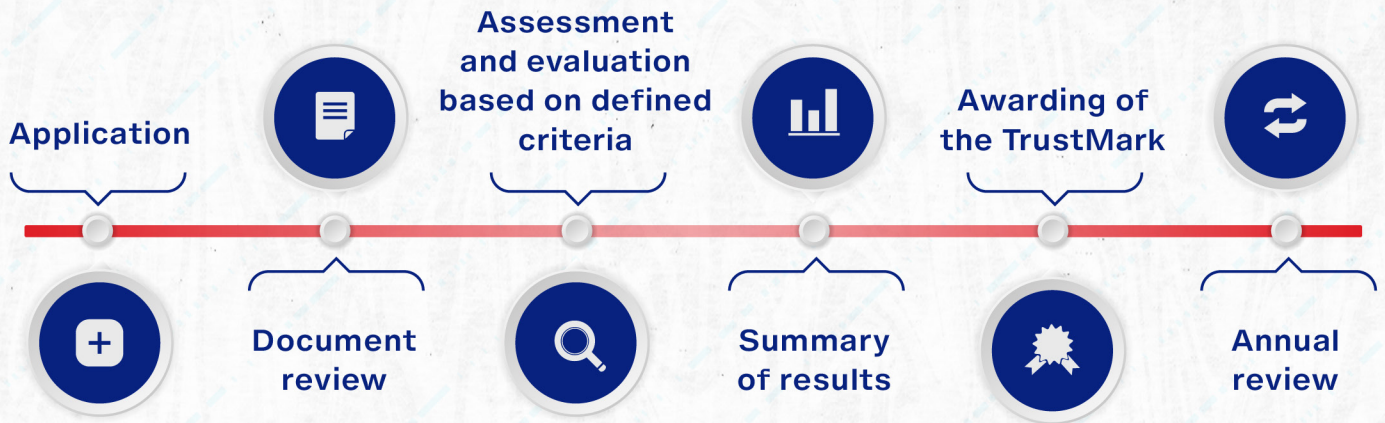 Application
Document
review
Assessment
and evaluation
based on defined
criteria
Summary
of results
Awarding of
the TrustMark
Annual
review